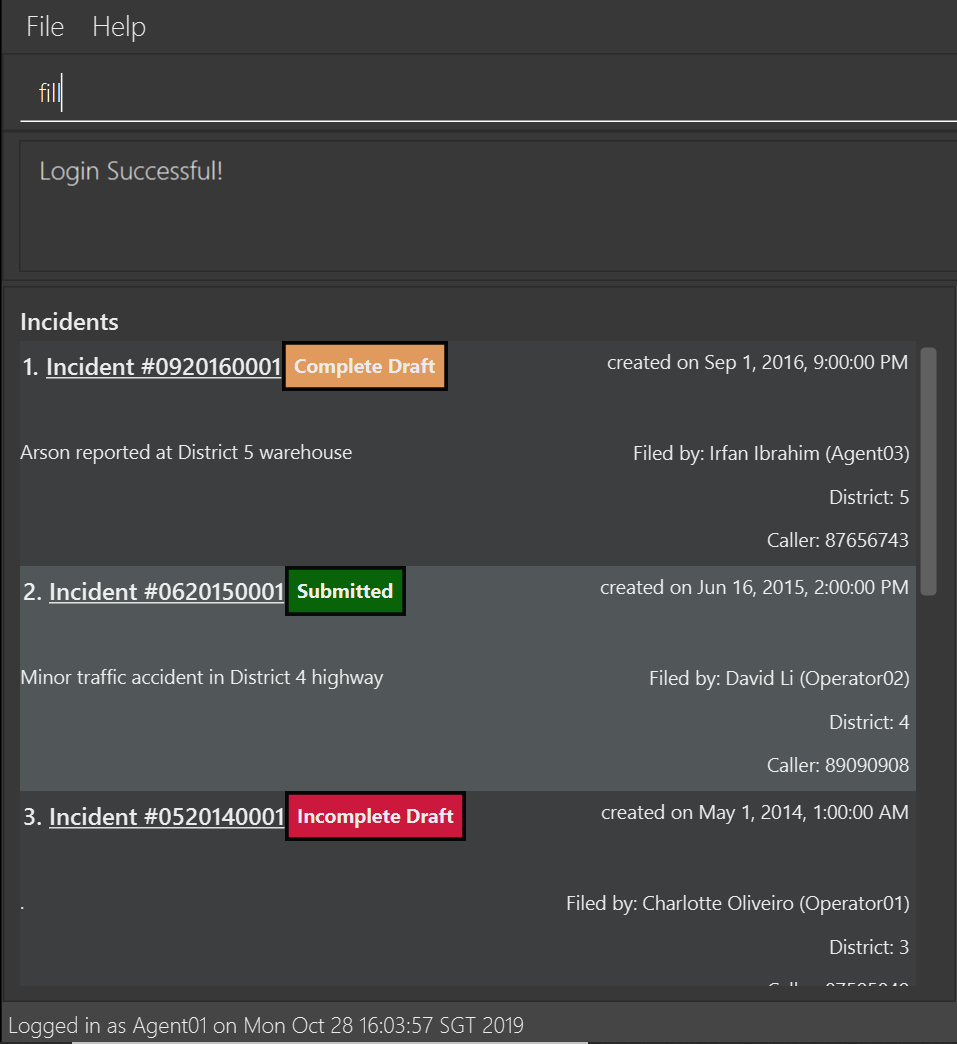 File Help
fill
Login Successful!
Incidents
1. Incident #0920160001 Complete Draft created on Sep 1, 2016, 9:00:00 PM
Arson reported at District 5 warehouse Filed by: Irfan Ibrahim (Agent03)
District: 5
Caller: 87656743
2. Incident #0620150001 Submitted created on Jun 16, 2015, 2:00:00 PM
Minor traffic accident in District 4 highway Filed by: David Li (Operator02)
District: 4
Caller: 89090908
3. Incident #0520140001 Incomplete Draft created on May 1, 2014, 1:00:00 AM
. Filed by: Charlotte Oliveiro (Operator01)
District: 3
Logged in as Agent01 on Mon Oct 28 16:03:57 SGT 2019